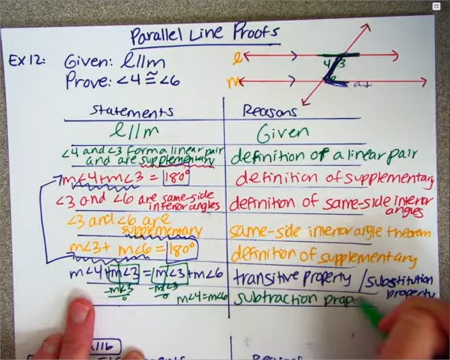 Parallel Line Proofs
Ex 12: Given: l||m
Prove: ∠4 ≅ ∠6
l
4 3
m
6
Statements Reasons
l||m Given
∠4 and ∠3 form a linear pair and are supplementary definition of a linear pair
m∠4+m∠3 = 180° definition of supplementary
∠3 and ∠6 are same-side interior angles definition of same-side interior angles
∠3 and ∠6 are supplementary same-side interior angle theorem
m∠3 + m∠6 = 180° definition of supplementary
m∠4+m∠3 = m∠3 + m∠6 transitive property / substitution property
-m∠3 -m∠3
0 0
m∠4=m∠6 subtraction prop
Reasons